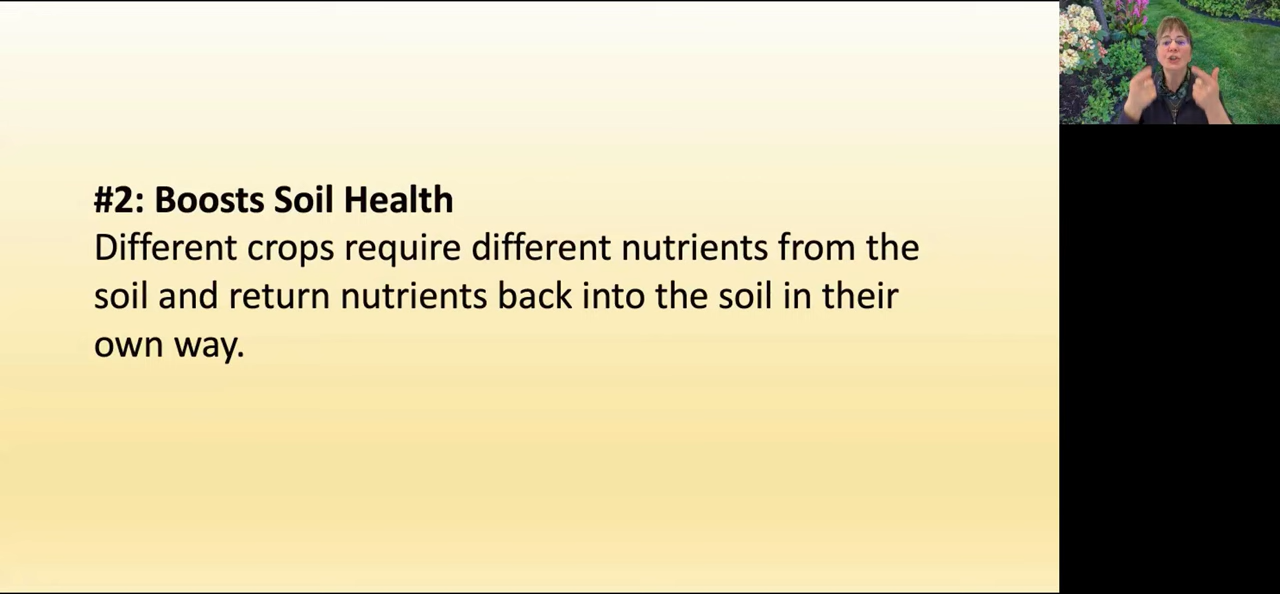 #2: Boosts Soil Health
Different crops require different nutrients from the
soil and return nutrients back into the soil in their
own way.